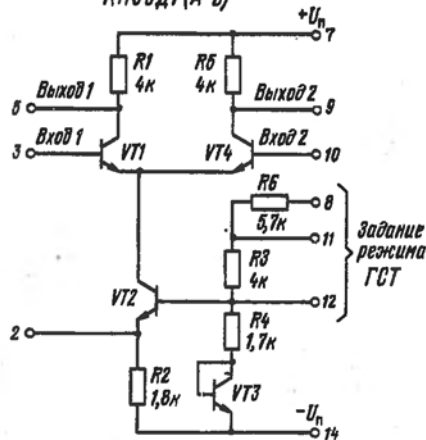 +Uп
7
R1
4к
R5
4к
Выход 1
Выход 2
5
9
Вход 1
Вход 2
3
10
VT1
VT4
R6
5,7к
8
11
Задание
режима
ГСТ
R3
4к
VT2
12
R4
1,7к
2
R2
1,8к
VT3
-Uп
14